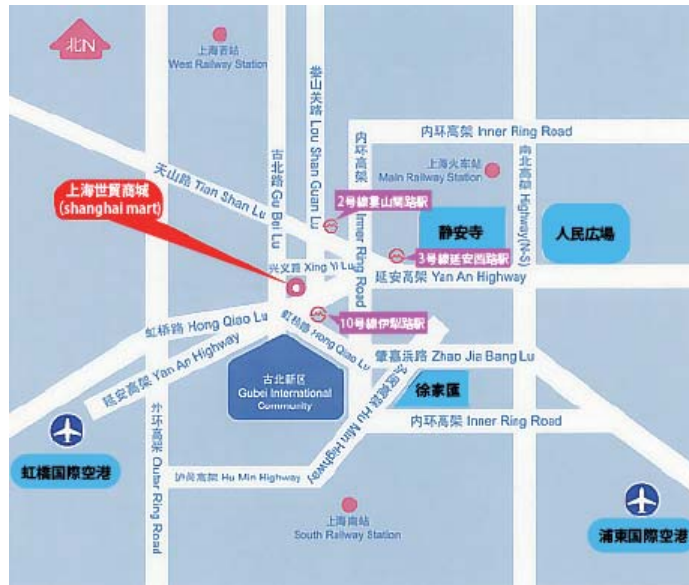 北N
上海西站
West Railway Station
娄山关路 Lou Shan Guan Lu
内环高架 Inner Ring Road
古北路 Gu Bei Lu
内环高架 Inner Ring Road
南北高架 Highway(N-S)
天山路 Tian Shan Lu
上海火车站
Main Railway Station
上海世貿商城
(shanghai mart)
2号線婁山関路駅
静安寺
人民広場
3号線延安西路駅
兴义路 Xing Yi Lu
延安高架 Yan An Highway
虹桥路 Hong Qiao Lu
10号線伊犁路駅
虹桥路 Hong Qiao Lu
延安高架 Yan An Highway
肇嘉浜路 Zhao Jia Bang Lu
古北新区
Gubei International
Community
徐家匯
外环高架 Outer Ring Road
Hu Min Highway
内环高架 Inner Ring Road
虹橋国際空港
沪闵高架 Hu Min Highway
上海南站
South Railway Station
浦東国際空港